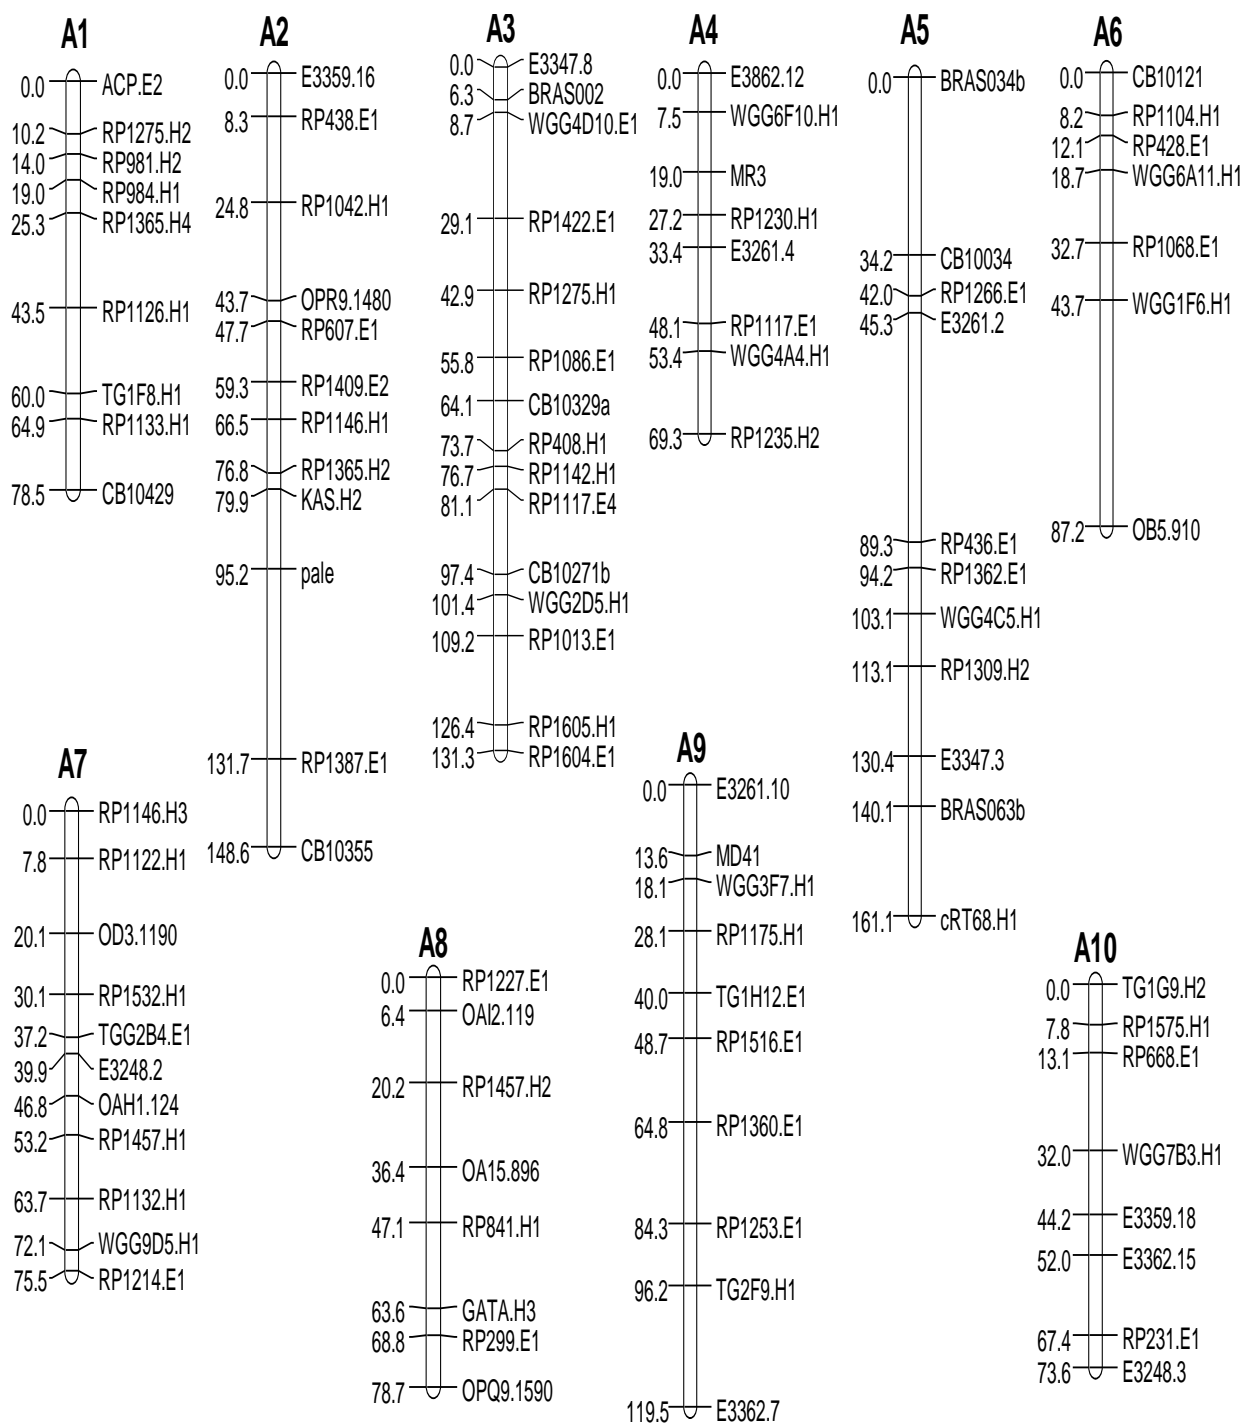 A1
0.0 ACP.E2
10.2 RP1275.H2
14.0 RP981.H2
19.0 RP984.H1
25.3 RP1365.H4
43.5 RP1126.H1
60.0 TG1F8.H1
64.9 RP1133.H1
78.5 CB10429
A2
0.0 E3359.16
8.3 RP438.E1
24.8 RP1042.H1
43.7 OPR9.1480
47.7 RP607.E1
59.3 RP1409.E2
66.5 RP1146.H1
76.8 RP1365.H2
79.9 KAS.H2
95.2 pale
131.7 RP1387.E1
148.6 CB10355
A3
0.0 E3347.8
6.3 BRAS002
8.7 WGG4D10.E1
29.1 RP1422.E1
42.9 RP1275.H1
55.8 RP1086.E1
64.1 CB10329a
73.7 RP408.H1
76.7 RP1142.H1
81.1 RP1117.E4
97.4 CB10271b
101.4 WGG2D5.H1
109.2 RP1013.E1
126.4 RP1605.H1
131.3 RP1604.E1
A4
0.0 E3862.12
7.5 WGG6F10.H1
19.0 MR3
27.2 RP1230.H1
33.4 E3261.4
48.1 RP1117.E1
53.4 WGG4A4.H1
69.3 RP1235.H2
A5
0.0 BRAS034b
34.2 CB10034
42.0 RP1266.E1
45.3 E3261.2
89.3 RP436.E1
94.2 RP1362.E1
103.1 WGG4C5.H1
113.1 RP1309.H2
130.4 E3347.3
140.1 BRAS063b
161.1 cRT68.H1
A6
0.0 CB10121
8.2 RP1104.H1
12.1 RP428.E1
18.7 WGG6A11.H1
32.7 RP1068.E1
43.7 WGG1F6.H1
87.2 OB5.910
A7
0.0 RP1146.H3
7.8 RP1122.H1
20.1 OD3.1190
30.1 RP1532.H1
37.2 TGG2B4.E1
39.9 E3248.2
46.8 OAH1.124
53.2 RP1457.H1
63.7 RP1132.H1
72.1 WGG9D5.H1
75.5 RP1214.E1
A8
0.0 RP1227.E1
6.4 OAI2.119
20.2 RP1457.H2
36.4 OA15.896
47.1 RP841.H1
63.6 GATA.H3
68.8 RP299.E1
78.7 OPQ9.1590
A9
0.0 E3261.10
13.6 MD41
18.1 WGG3F7.H1
28.1 RP1175.H1
40.0 TG1H12.E1
48.7 RP1516.E1
64.8 RP1360.E1
84.3 RP1253.E1
96.2 TG2F9.H1
119.5 E3362.7
A10
0.0 TG1G9.H2
7.8 RP1575.H1
13.1 RP668.E1
32.0 WGG7B3.H1
44.2 E3359.18
52.0 E3362.15
67.4 RP231.E1
73.6 E3248.3